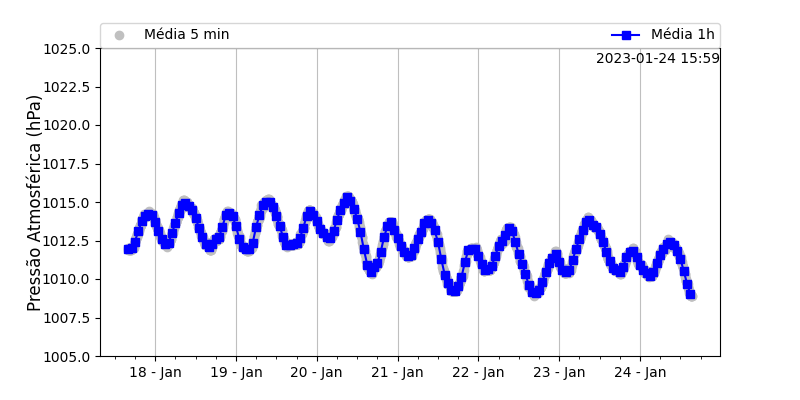 Média 5 min
Média 1h
2023-01-24 15:59
Pressão Atmosférica (hPa)
1025.0
1022.5
1020.0
1017.5
1015.0
1012.5
1010.0
1007.5
1005.0
18 - Jan
19 - Jan
20 - Jan
21 - Jan
22 - Jan
23 - Jan
24 - Jan